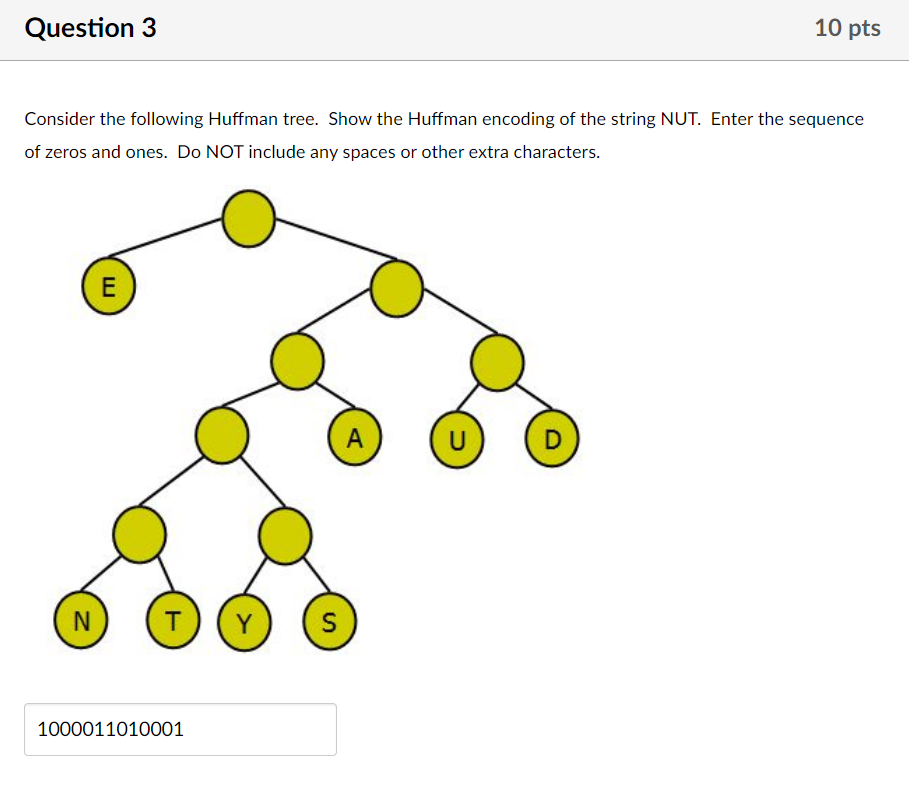 Question 3
10 pts
Consider the following Huffman tree. Show the Huffman encoding of the string NUT. Enter the sequence
of zeros and ones. Do NOT include any spaces or other extra characters.
E
A
U
D
N
T
Y
S
1000011010001